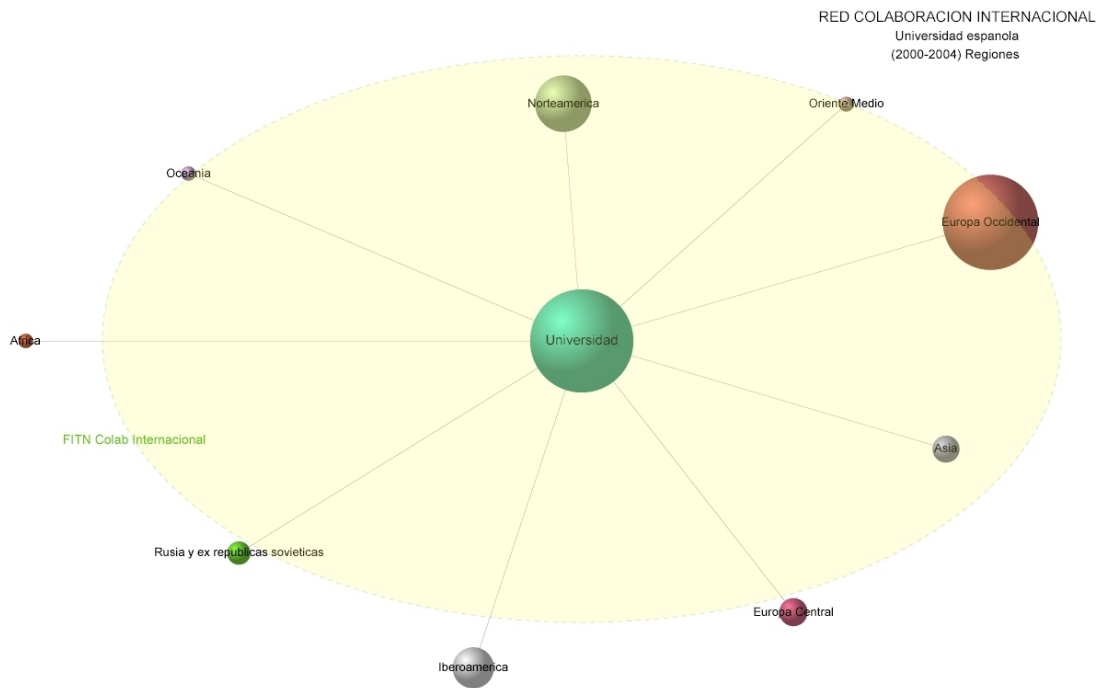 RED COLABORACION INTERNACIONAL
Universidad espanola
(2000-2004) Regiones
Norteamerica
Oriente Medio
Oceania
Europa Occidental
Universidad
Africa
FITN Colab Internacional
Asia
Rusia y ex republicas sovieticas
Europa Central
Iberoamerica